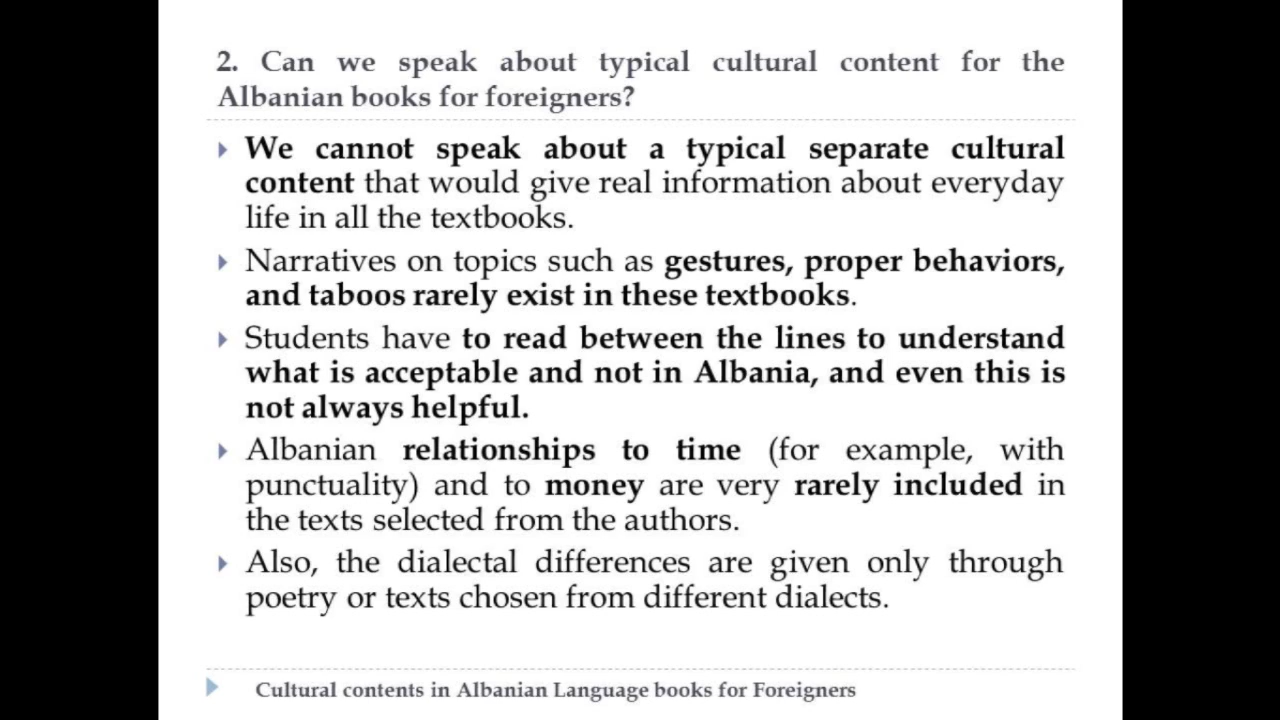 2. Can we speak about typical cultural content for the
Albanian books for foreigners?
We cannot speak about a typical separate cultural
content that would give real information about everyday
life in all the textbooks.
Narratives on topics such as gestures, proper behaviors,
and taboos rarely exist in these textbooks.
Students have to read between the lines to understand
what is acceptable and not in Albania, and even this is
not always helpful.
Albanian relationships to time (for example, with
punctuality) and to money are very rarely included in
the texts selected from the authors.
Also, the dialectal differences are given only through
poetry or texts chosen from different dialects.
Cultural contents in Albanian Language books for Foreigners